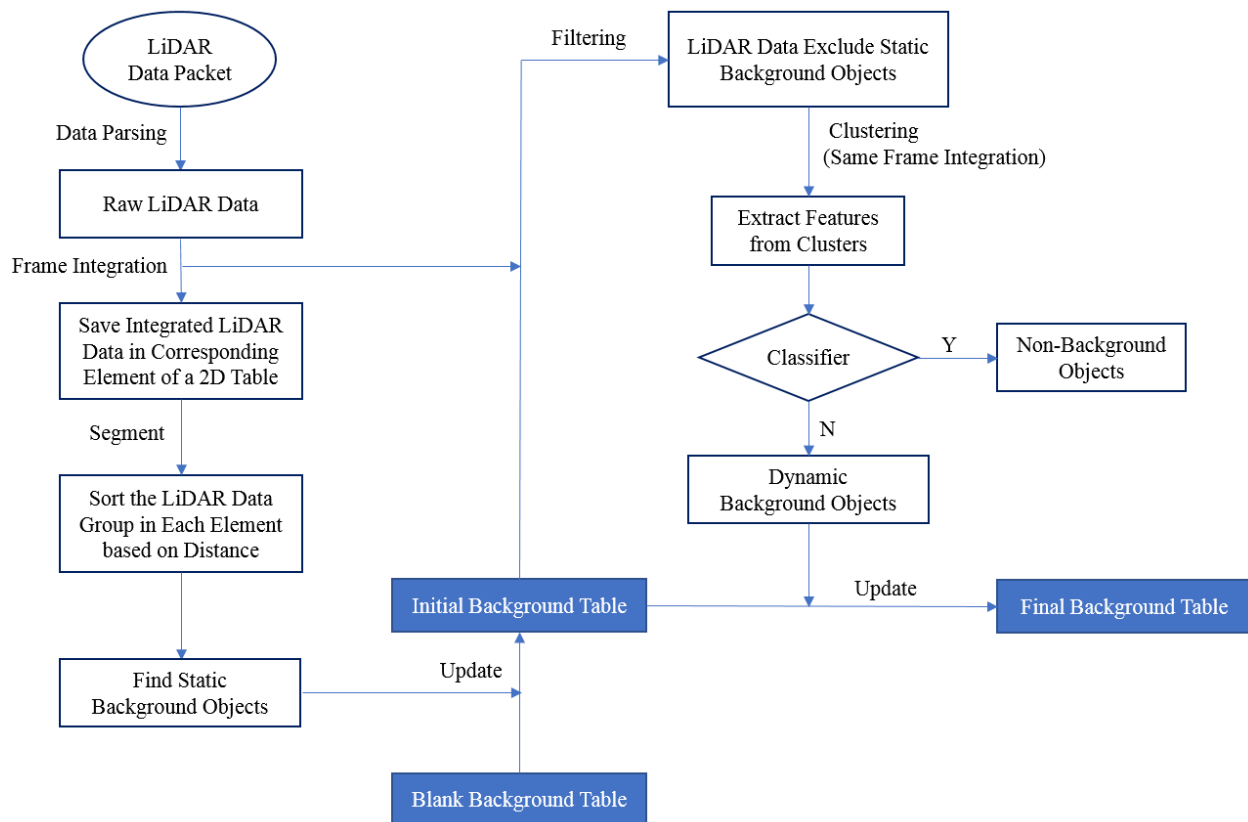 LiDAR
Data Packet
Data Parsing
Raw LiDAR Data
Frame Integration
Save Integrated LiDAR
Data in Corresponding
Element of a 2D Table
Segment
Sort the LiDAR Data
Group in Each Element
based on Distance
Find Static
Background Objects
Update
Blank Background Table
Initial Background Table
Filtering
LiDAR Data Exclude Static
Background Objects
Clustering
(Same Frame Integration)
Extract Features
from Clusters
Classifier
Y
Non-Background
Objects
N
Dynamic
Background Objects
Update
Final Background Table